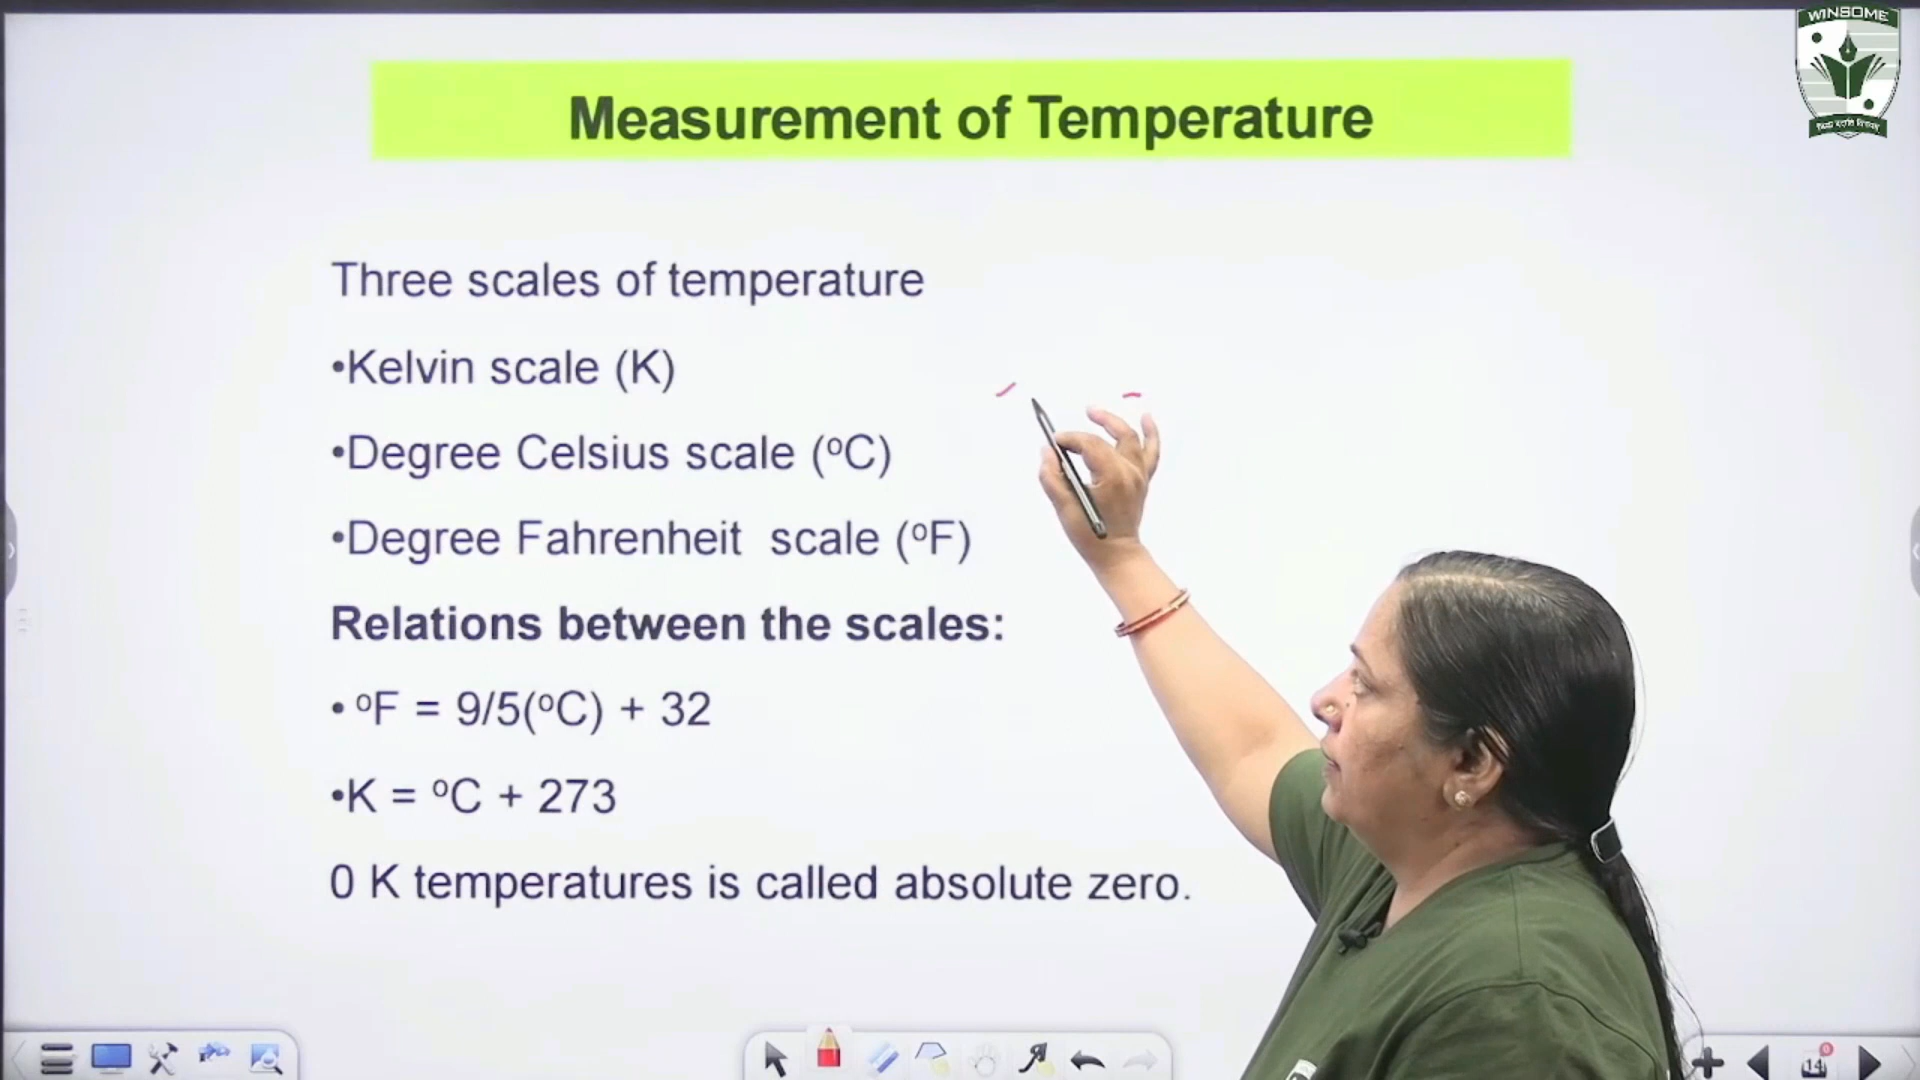 WINSOME
Measurement of Temperature
Three scales of temperature
•Kelvin scale (K)
•Degree Celsius scale (ºC)
•Degree Fahrenheit scale (ºF)
Relations between the scales:
• ºF = 9/5(ºC) + 32
•K = ºC + 273
0 K temperatures is called absolute zero.
14